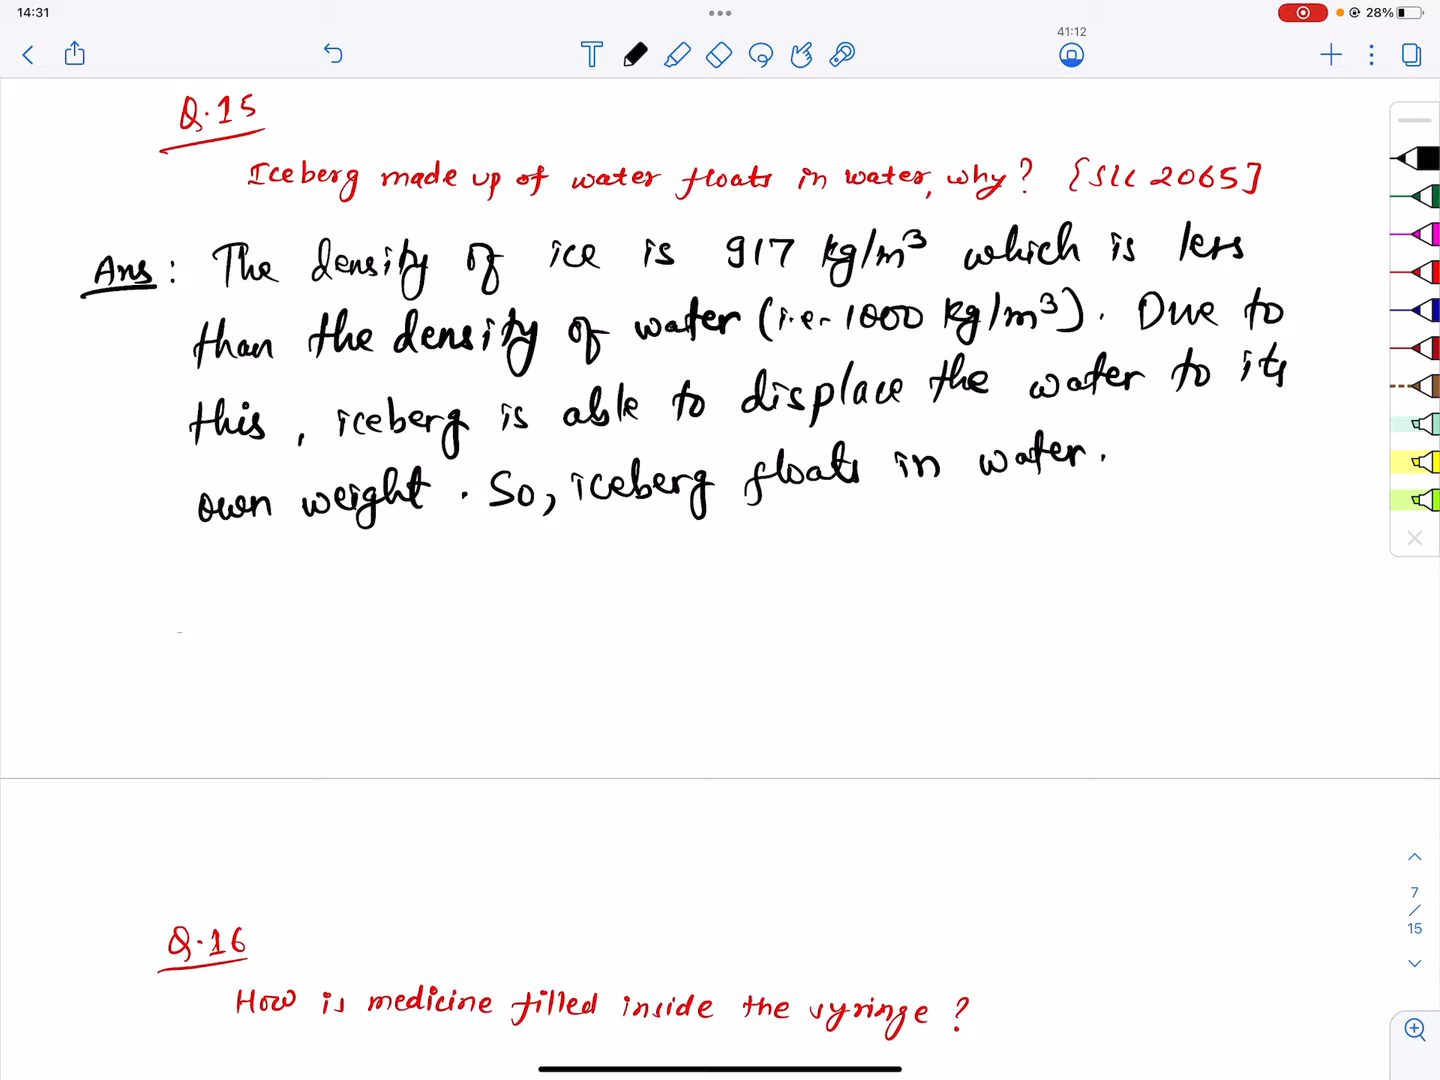 14:31
28%
41:12
T
Q.15
Iceberg made up of water floats in water, why? [SLC 2065]
Ans: The density of ice is 917 kg/m³ which is less
than the density of water (i.e. 1000 kg/m³). Due to
this, iceberg is able to displace the water to its
own weight. So, iceberg floats in water.
7
/
15
Q.16
How is medicine filled inside the syringe?